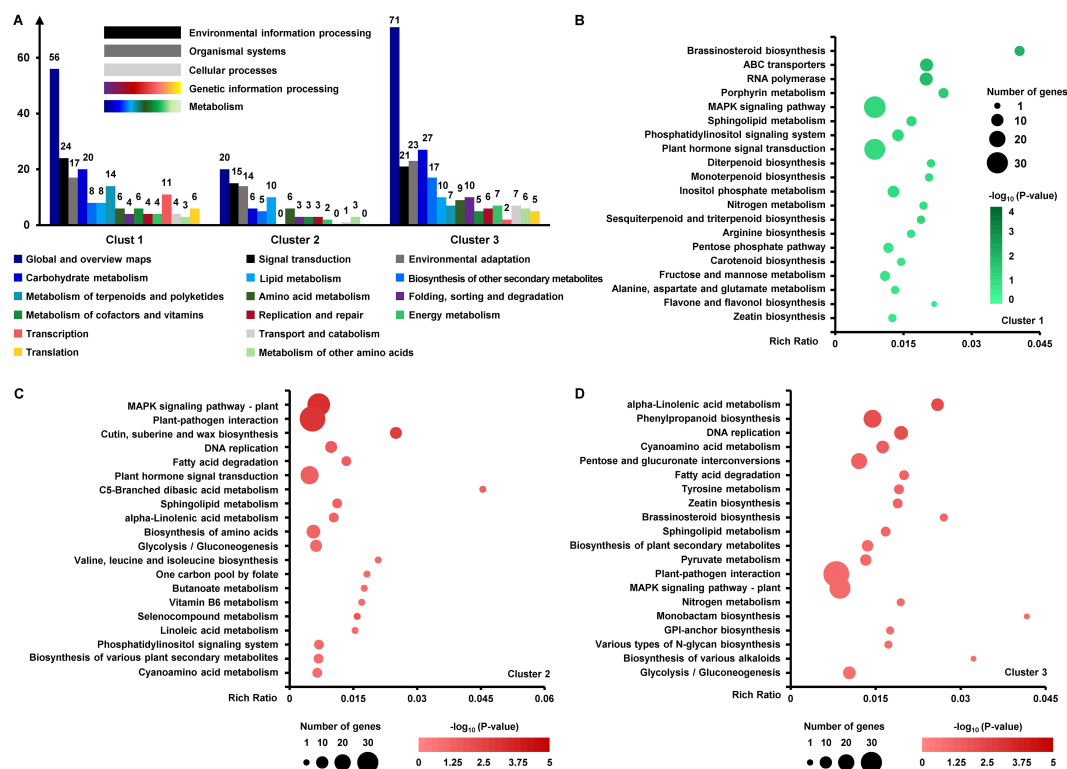 A
60
40
20
0
56
24
17
20
8
8
14
6
4
6
4
4
11
4
3
6
20
15
14
6
5
10
0
6
3
3
3
2
0
1
3
0
71
21
23
27
17
10
7
9
10
5
6
7
2
7
6
5
Environmental information processing
Organismal systems
Cellular processes
Genetic information processing
Metabolism
Clust 1
Cluster 2
Cluster 3
Global and overview maps
Signal transduction
Environmental adaptation
Carbohydrate metabolism
Lipid metabolism
Biosynthesis of other secondary metebolites
Metabolism of terpenoids and polyketides
Amino acid metabolism
Folding, sorting and degradation
Metabolism of cofactors and vitamins
Replication and repair
Energy metabolism
Transcription
Transport and catabolism
Translation
Metabolism of other amino acids
B
Brassinosteroid biosynthesis
ABC transporters
RNA polymerase
Porphyrin metabolism
MAPK signaling pathway
Sphingolipid metabolism
Phosphatidylinositol signaling system
Plant hormone signal transduction
Diterpenoid biosynthesis
Monoterpenoid biosynthesis
Inositol phosphate metabolism
Nitrogen metabolism
Sesquiterpenoid and triterpenoid biosynthesis
Arginine biosynthesis
Pentose phosphate pathway
Carotenoid biosynthesis
Fructose and mannose metabolism
Alanine, aspartate and glutamate metabolism
Flavone and flavonol biosynthesis
Zeatin biosynthesis
Rich Ratio
0
0.015
0.03
0.045
Number of genes
1
10
20
30
-log10 (P-value)
4
3
2
1
0
Cluster 1
C
MAPK signaling pathway - plant
Plant-pathogen interaction
Cutin, suberine and wax biosynthesis
DNA replication
Fatty acid degradation
Plant hormone signal transduction
C5-Branched dibasic acid metabolism
Sphingolipid metabolism
alpha-Linolenic acid metabolism
Biosynthesis of amino acids
Glycolysis / Gluconeogenesis
Valine, leucine and isoleucine biosynthesis
One carbon pool by folate
Butanoate metabolism
Vitamin B6 metabolism
Selenocompound metabolism
Linoleic acid metabolism
Phosphatidylinositol signaling system
Biosynthesis of various plant secondary metabolites
Cyanoamino acid metabolism
Cluster 2
Rich Ratio
0
0.015
0.03
0.045
0.06
Number of genes
1 10 20 30
-log10 (P-value)
0 1.25 2.5 3.75 5
D
alpha-Linolenic acid metabolism
Phenylpropanoid biosynthesis
DNA replication
Cyanoamino acid metabolism
Pentose and glucuronate interconversions
Fatty acid degradation
Tyrosine metabolism
Zeatin biosynthesis
Brassinosteroid biosynthesis
Sphingolipid metabolism
Biosynthesis of plant secondary metabolites
Pyruvate metabolism
Plant-pathogen interaction
MAPK signaling pathway - plant
Nitrogen metabolism
Monobactam biosynthesis
GPI-anchor biosynthesis
Various types of N-glycan biosynthesis
Biosynthesis of various alkaloids
Glycolysis / Gluconeogenesis
Cluster 3
Rich Ratio
0
0.015
0.03
0.045
Number of genes
1 10 20 30
-log10 (P-value)
0 1.25 2.5 3.75 5